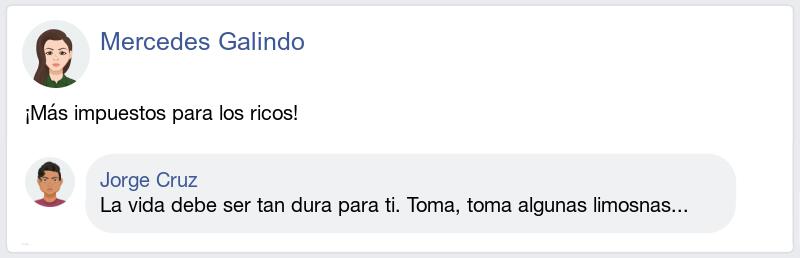 Mercedes Galindo
¡Más impuestos para los ricos!
Jorge Cruz
La vida debe ser tan dura para ti. Toma, toma algunas limosnas...